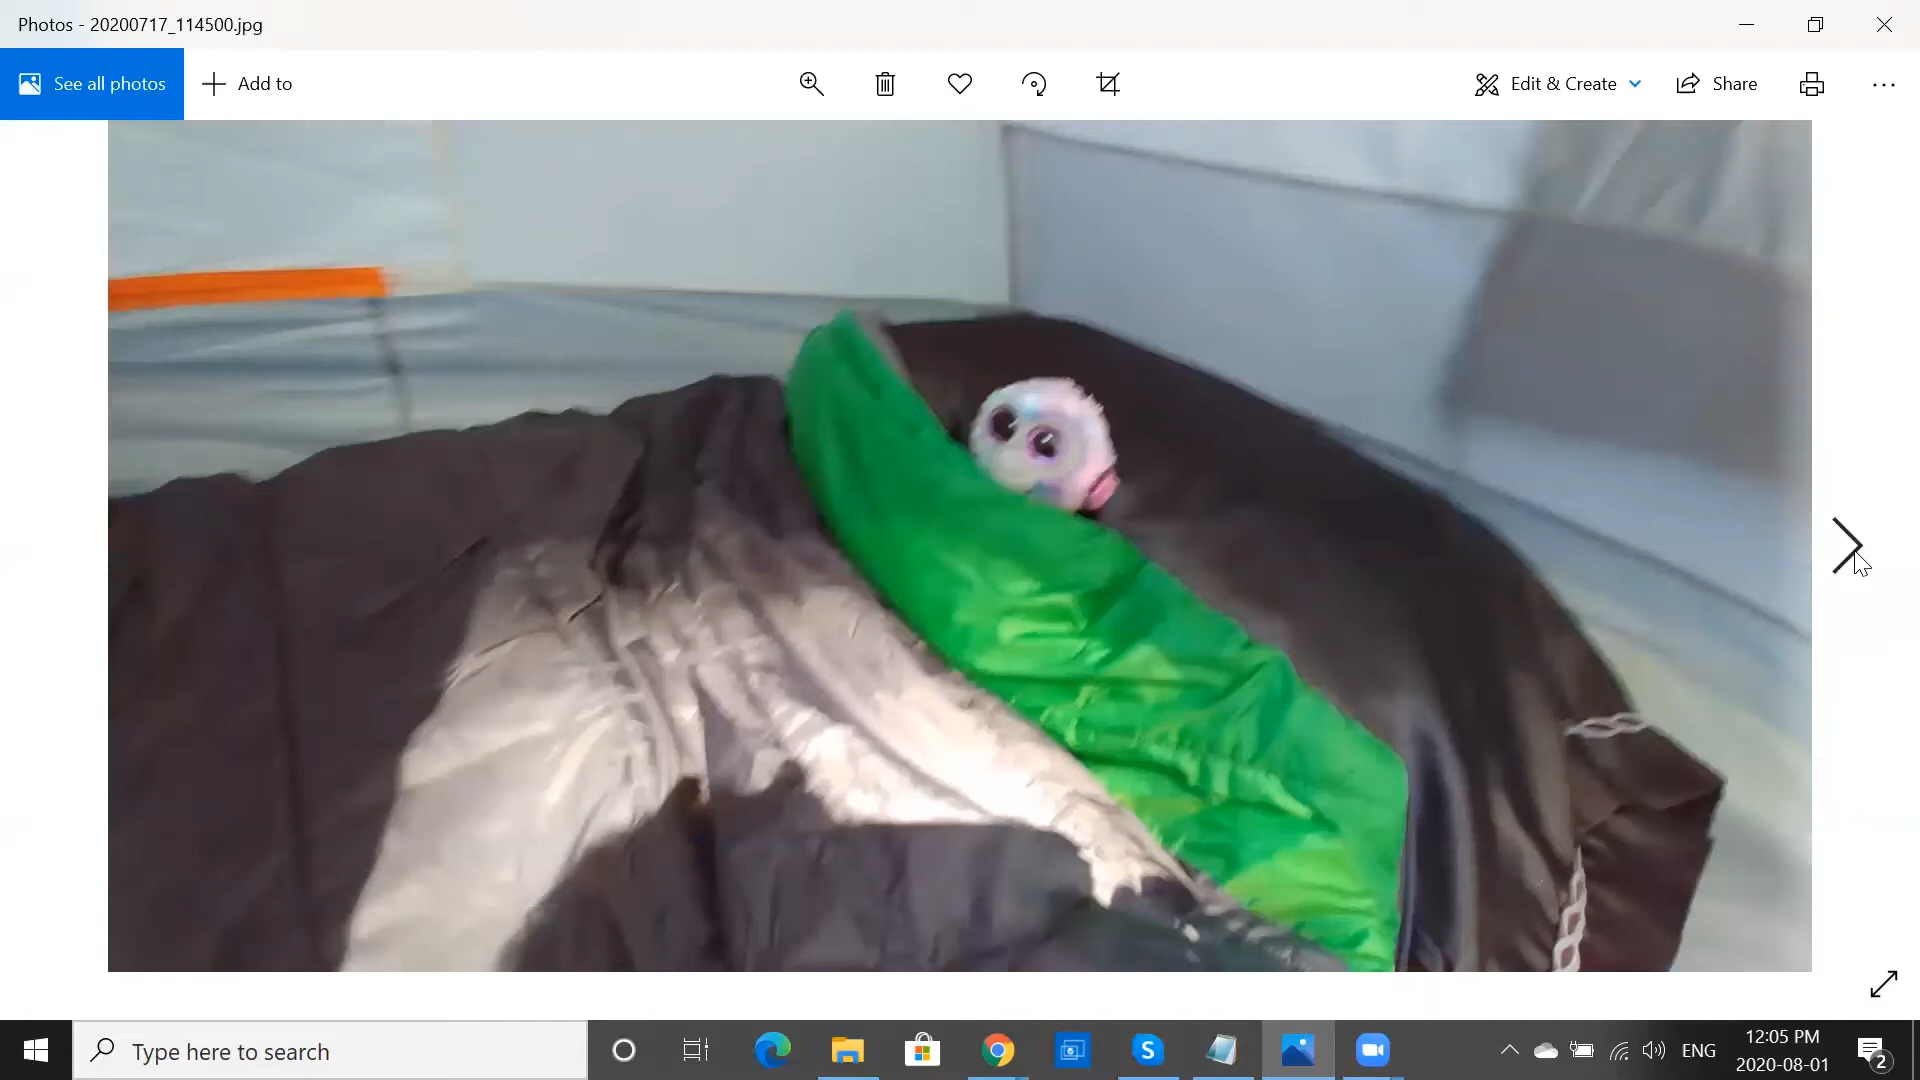 Photos - 20200717_114500.jpg
See all photos
Add to
Edit & Create
Share
Type here to search
S
ENG
12:05 PM
2020-08-01
2